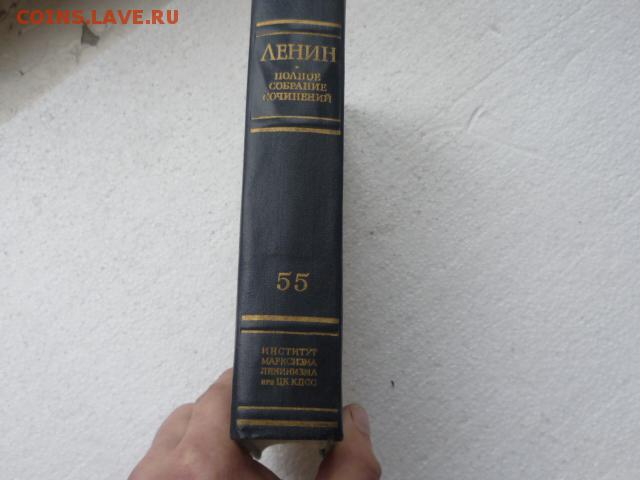 COINS.LAVE.RU
ЛЕНИН
ПОЛНОЕ
СОБРАНИЕ
СОЧИНЕНИЙ
55
ИНСТИТУТ
МАРКСИЗМА
ЛЕНИНИЗМА
при ЦК КПСС